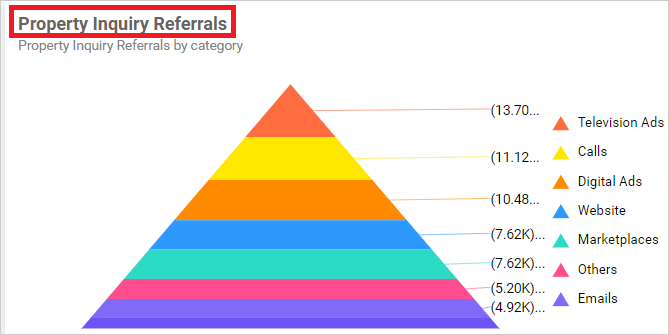 Property Inquiry Referrals
Property Inquiry Referrals by category
(13.70...
(11.12...
(10.48...
(7.62K)...
(7.62K)...
(5.20K)...
(4.92K)...
Television Ads
Calls
Digital Ads
Website
Marketplaces
Others
Emails